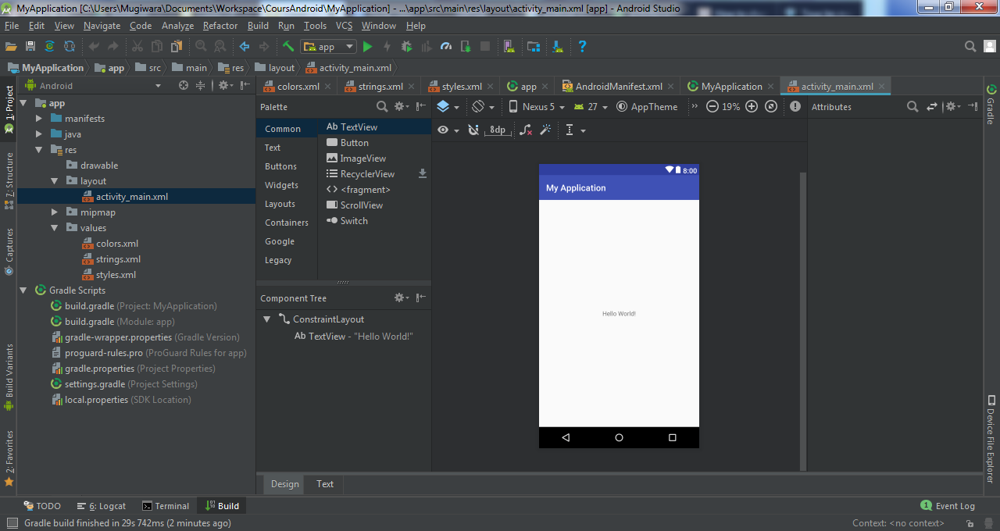 MyApplication [C:\Users\Mugiwara\Documents\Workspace\CoursAndroid\MyApplication] - ...\app\src\main\res\layout\activity_main.xml [app] - Android Studio
File Edit View Navigate Code Analyze Refactor Build Run Tools VCS Window Help
app
MyApplication app src main res layout activity_main.xml
Android
colors.xml strings.xml styles.xml app AndroidManifest.xml MyApplication activity_main.xml
1: Project
7: Structure
Captures
Build Variants
2: Favorites
app
manifests
java
res
drawable
layout
activity_main.xml
mipmap
values
colors.xml
strings.xml
styles.xml
Gradle Scripts
build.gradle (Project: MyApplication)
build.gradle (Module: app)
gradle-wrapper.properties (Gradle Version)
proguard-rules.pro (ProGuard Rules for app)
gradle.properties (Project Properties)
settings.gradle (Project Settings)
local.properties (SDK Location)
Palette
Common
Text
Buttons
Widgets
Layouts
Containers
Google
Legacy
Ab TextView
Button
ImageView
RecyclerView
<fragment>
ScrollView
Switch
Component Tree
ConstraintLayout
Ab TextView - "Hello World!"
Nexus 5 27 AppTheme » 19%
8dp
8:00
My Application
Hello World!
Attributes
Gradle
Device File Explorer
Design Text
TODO 6: Logcat Terminal Build 1 Event Log
Gradle build finished in 29s 742ms (2 minutes ago) Context: <no context>